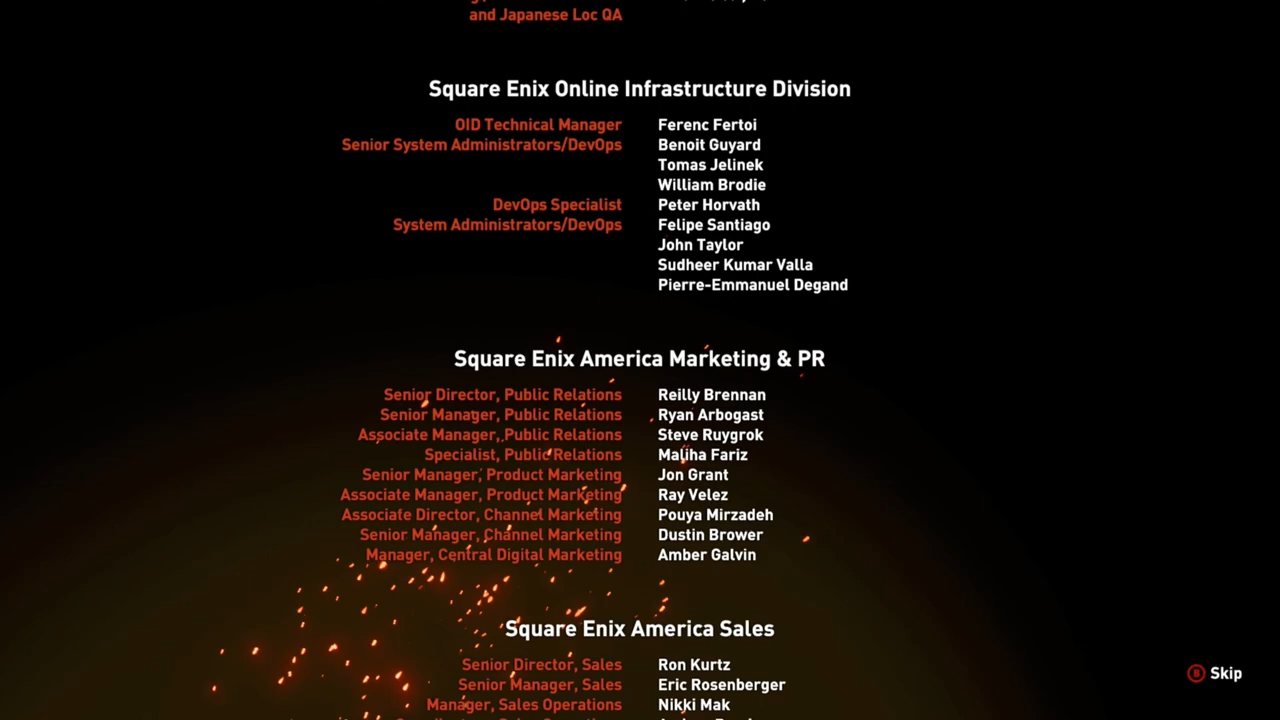 and Japanese Loc QA
Square Enix Online Infrastructure Division
OID Technical Manager Ferenc Fertoi
Senior System Administrators/DevOps Benoit Guyard
Tomas Jelinek
William Brodie
DevOps Specialist Peter Horvath
System Administrators/DevOps Felipe Santiago
John Taylor
Sudheer Kumar Valla
Pierre-Emmanuel Degand
Square Enix America Marketing & PR
Senior Director, Public Relations Reilly Brennan
Senior Manager, Public Relations Ryan Arbogast
Associate Manager, Public Relations Steve Ruygrok
Specialist, Public Relations Maliha Fariz
Senior Manager, Product Marketing Jon Grant
Associate Manager, Product Marketing Ray Velez
Associate Director, Channel Marketing Pouya Mirzadeh
Senior Manager, Channel Marketing Dustin Brower
Manager, Central Digital Marketing Amber Galvin
Square Enix America Sales
Senior Director, Sales Ron Kurtz
B Skip
Senior Manager, Sales Eric Rosenberger
Manager, Sales Operations Nikki Mak